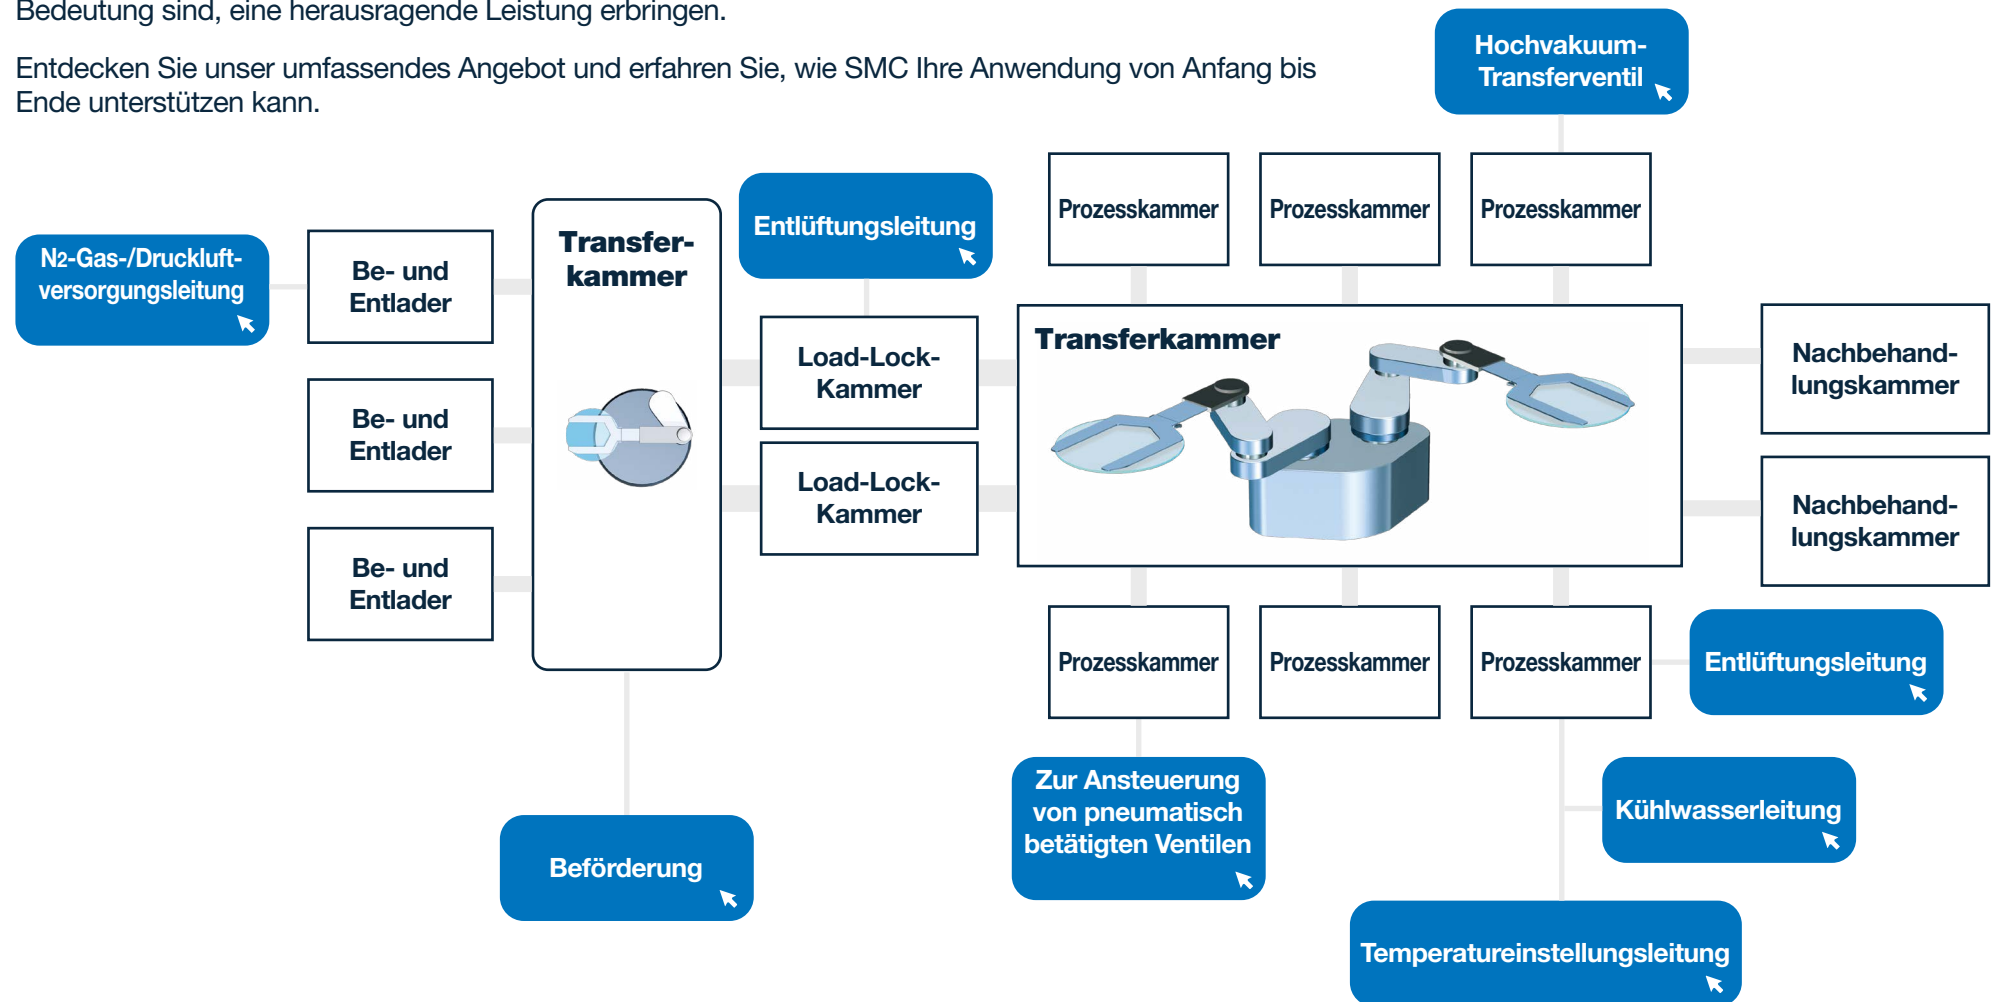 Bedeutung sind, eine herausragende Leistung erbringen.
Entdecken Sie unser umfassendes Angebot und erfahren Sie, wie SMC Ihre Anwendung von Anfang bis
Ende unterstützen kann.
Hochvakuum-
Transferventil
Prozesskammer
Prozesskammer
Prozesskammer
Entlüftungsleitung
N2-Gas-/Druckluft-
versorgungsleitung
Be- und
Entlader
Be- und
Entlader
Be- und
Entlader
Transfer-
kammer
Load-Lock-
Kammer
Load-Lock-
Kammer
Transferkammer
Nachbehand-
lungskammer
Nachbehand-
lungskammer
Prozesskammer
Prozesskammer
Prozesskammer
Entlüftungsleitung
Zur Ansteuerung
von pneumatisch
betätigten Ventilen
Kühlwasserleitung
Beförderung
Temperatureinstellungsleitung